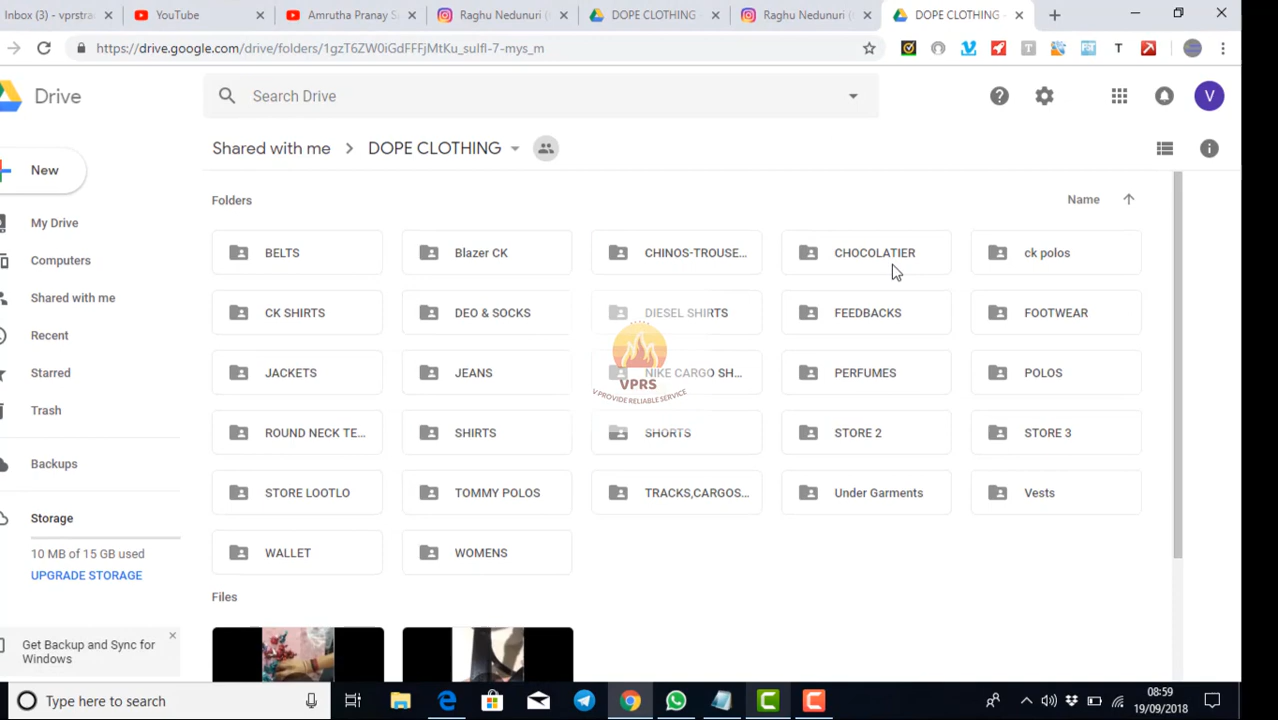 Inbox (3) - vprstra
YouTube
Amrutha Pranay S
Raghu Nedunuri (
DOPE CLOTHING -
Raghu Nedunuri (
DOPE CLOTHING -
https://drive.google.com/drive/folders/1gzT6ZW0iGdFFFjMtKu_sulfl-7-mys_m
Drive
Search Drive
V
New
Shared with me
DOPE CLOTHING
My Drive
Computers
Shared with me
Recent
Starred
Trash
Backups
Storage
10 MB of 15 GB used
UPGRADE STORAGE
Get Backup and Sync for
Windows
Folders
Name
BELTS
Blazer CK
CHINOS-TROUSE...
CHOCOLATIER
ck polos
CK SHIRTS
DEO & SOCKS
DIESEL SHIRTS
FEEDBACKS
FOOTWEAR
JACKETS
JEANS
NIKE CARGO SH...
PERFUMES
POLOS
VPRS
V PROVIDE RELIABLE SERVICE
ROUND NECK TE...
SHIRTS
SHORTS
STORE 2
STORE 3
STORE LOOTLO
TOMMY POLOS
TRACKS,CARGOS...
Under Garments
Vests
WALLET
WOMENS
Files
Type here to search
08:59
19/09/2018